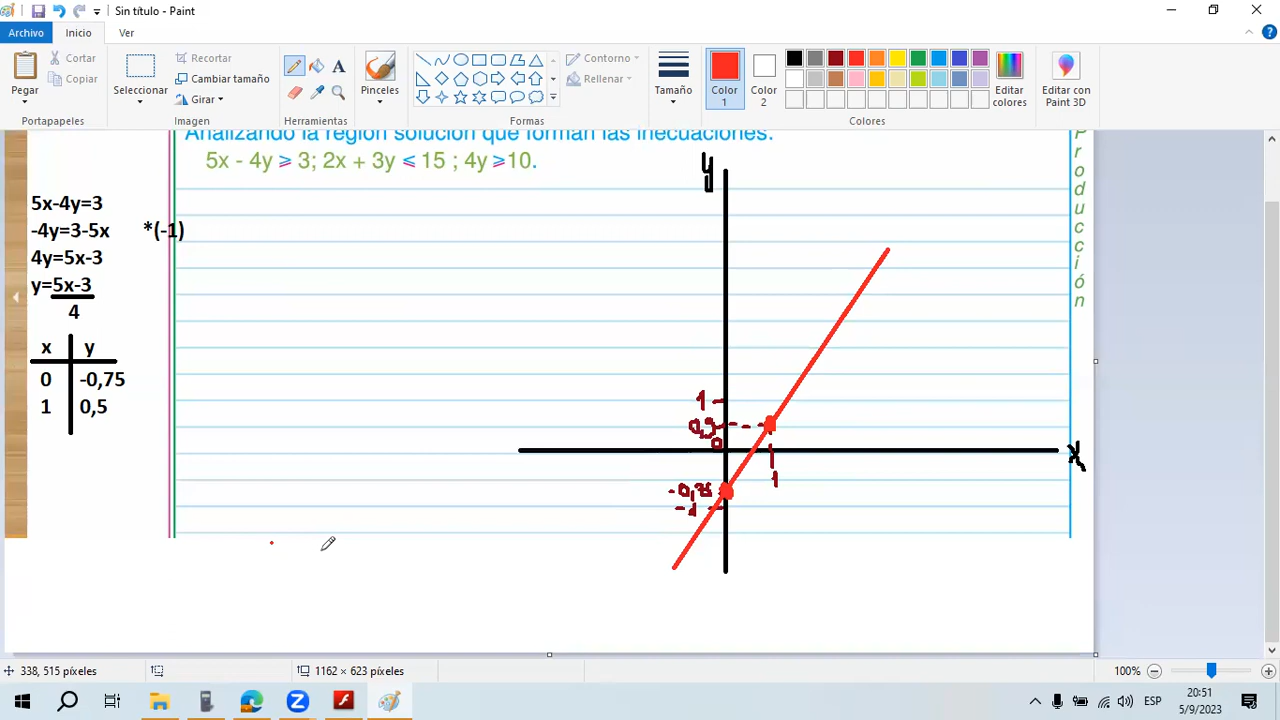 Sin título - Paint
Archivo
Inicio
Ver
Pegar
Cortar
Copiar
Portapapeles
Seleccionar
Recortar
Cambiar tamaño
Girar
Imagen
A
Herramientas
Pinceles
Contorno
Rellenar
Formas
Tamaño
Color 1
Color 2
Editar colores
Editar con Paint 3D
Colores
Analizando la región solución que forman las inecuaciones:
5x - 4y ⩾ 3; 2x + 3y ⩽ 15 ; 4y ⩾10.
Producción
5x-4y=3
-4y=3-5x *(-1)
4y=5x-3
y=5x-3
4
x y
0 -0,75
1 0,5
y
1
0,5
0
x
1
-0,75
-1
338, 515 píxeles
1162 × 623 píxeles
100%
ESP
20:51
5/9/2023